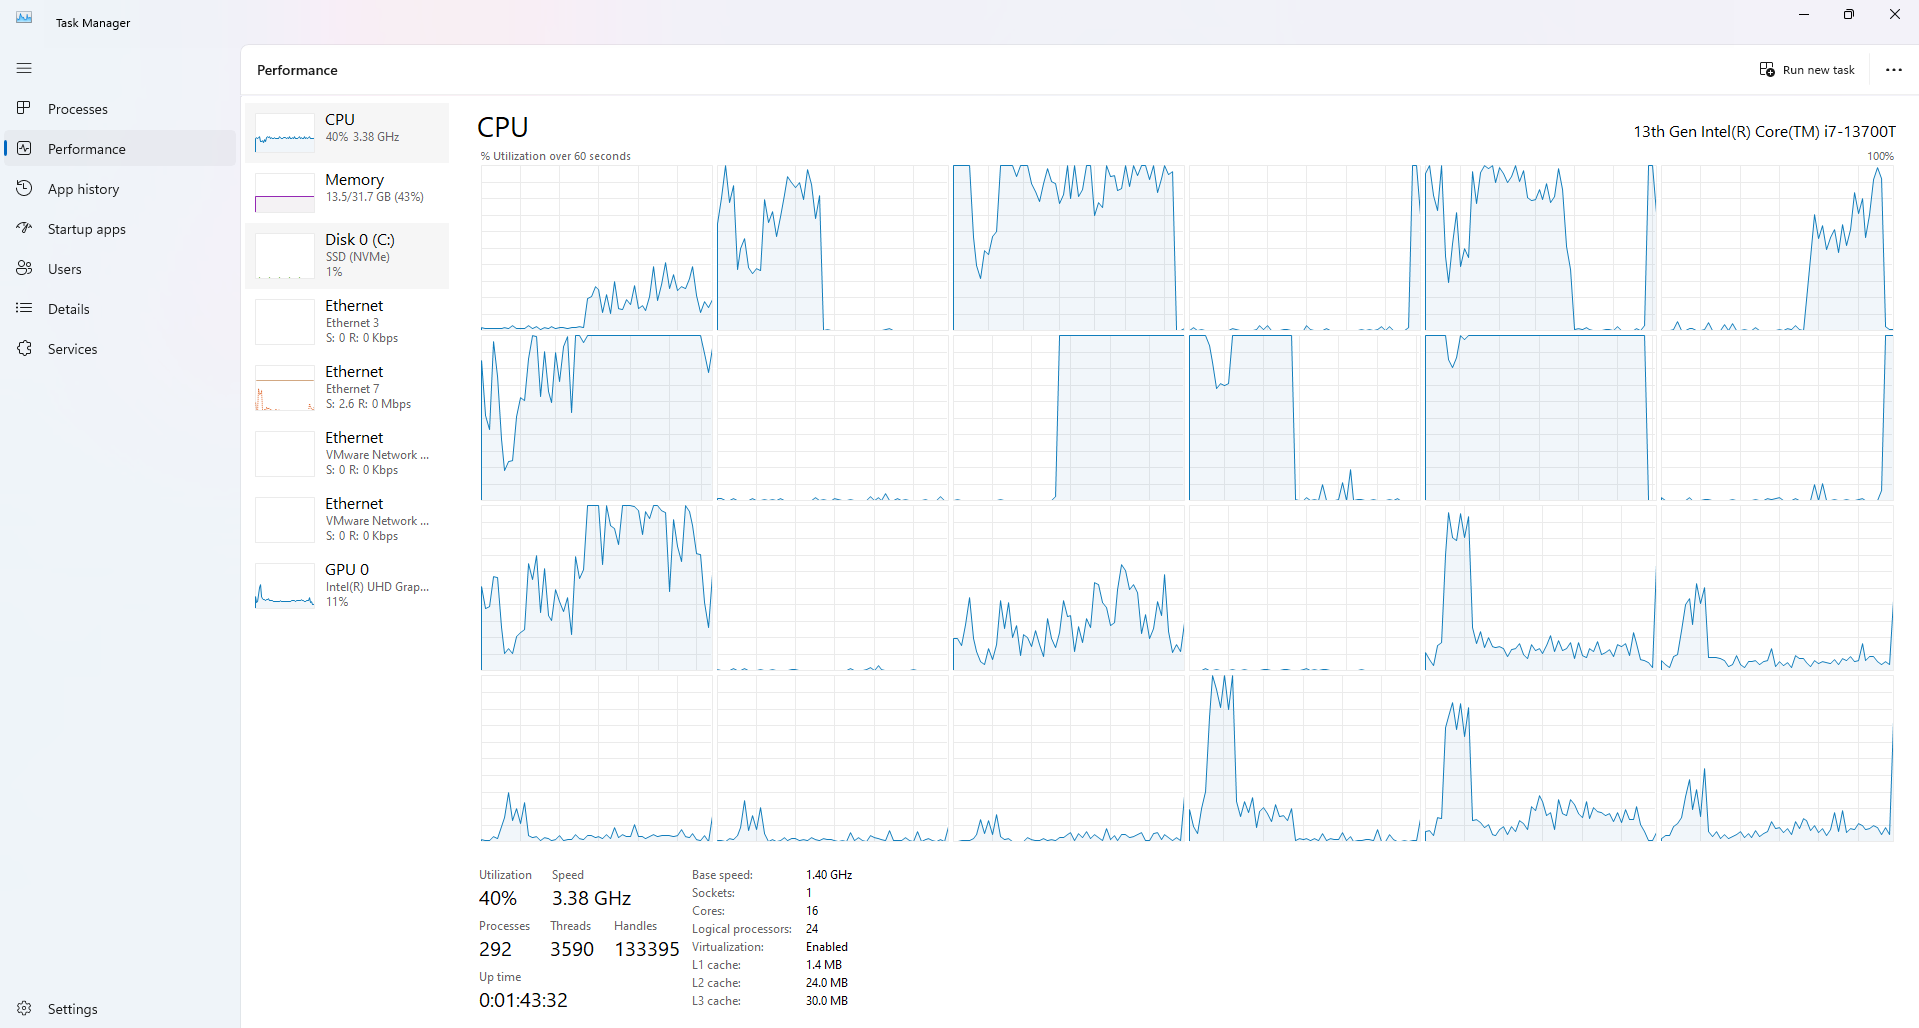 Task Manager
Performance
Run new task
Processes
Performance
App history
Startup apps
Users
Details
Services
Settings
CPU
40% 3.38 GHz
Memory
13.5/31.7 GB (43%)
Disk 0 (C:)
SSD (NVMe)
1%
Ethernet
Ethernet 3
S: 0 R: 0 Kbps
Ethernet
Ethernet 7
S: 2.6 R: 0 Mbps
Ethernet
VMware Network ...
S: 0 R: 0 Kbps
Ethernet
VMware Network ...
S: 0 R: 0 Kbps
GPU 0
Intel(R) UHD Grap...
11%
CPU
13th Gen Intel(R) Core(TM) i7-13700T
% Utilization over 60 seconds
100%
Utilization
Speed
40%
3.38 GHz
Processes
Threads
Handles
292
3590
133395
Up time
0:01:43:32
Base speed: 1.40 GHz
Sockets: 1
Cores: 16
Logical processors: 24
Virtualization: Enabled
L1 cache: 1.4 MB
L2 cache: 24.0 MB
L3 cache: 30.0 MB